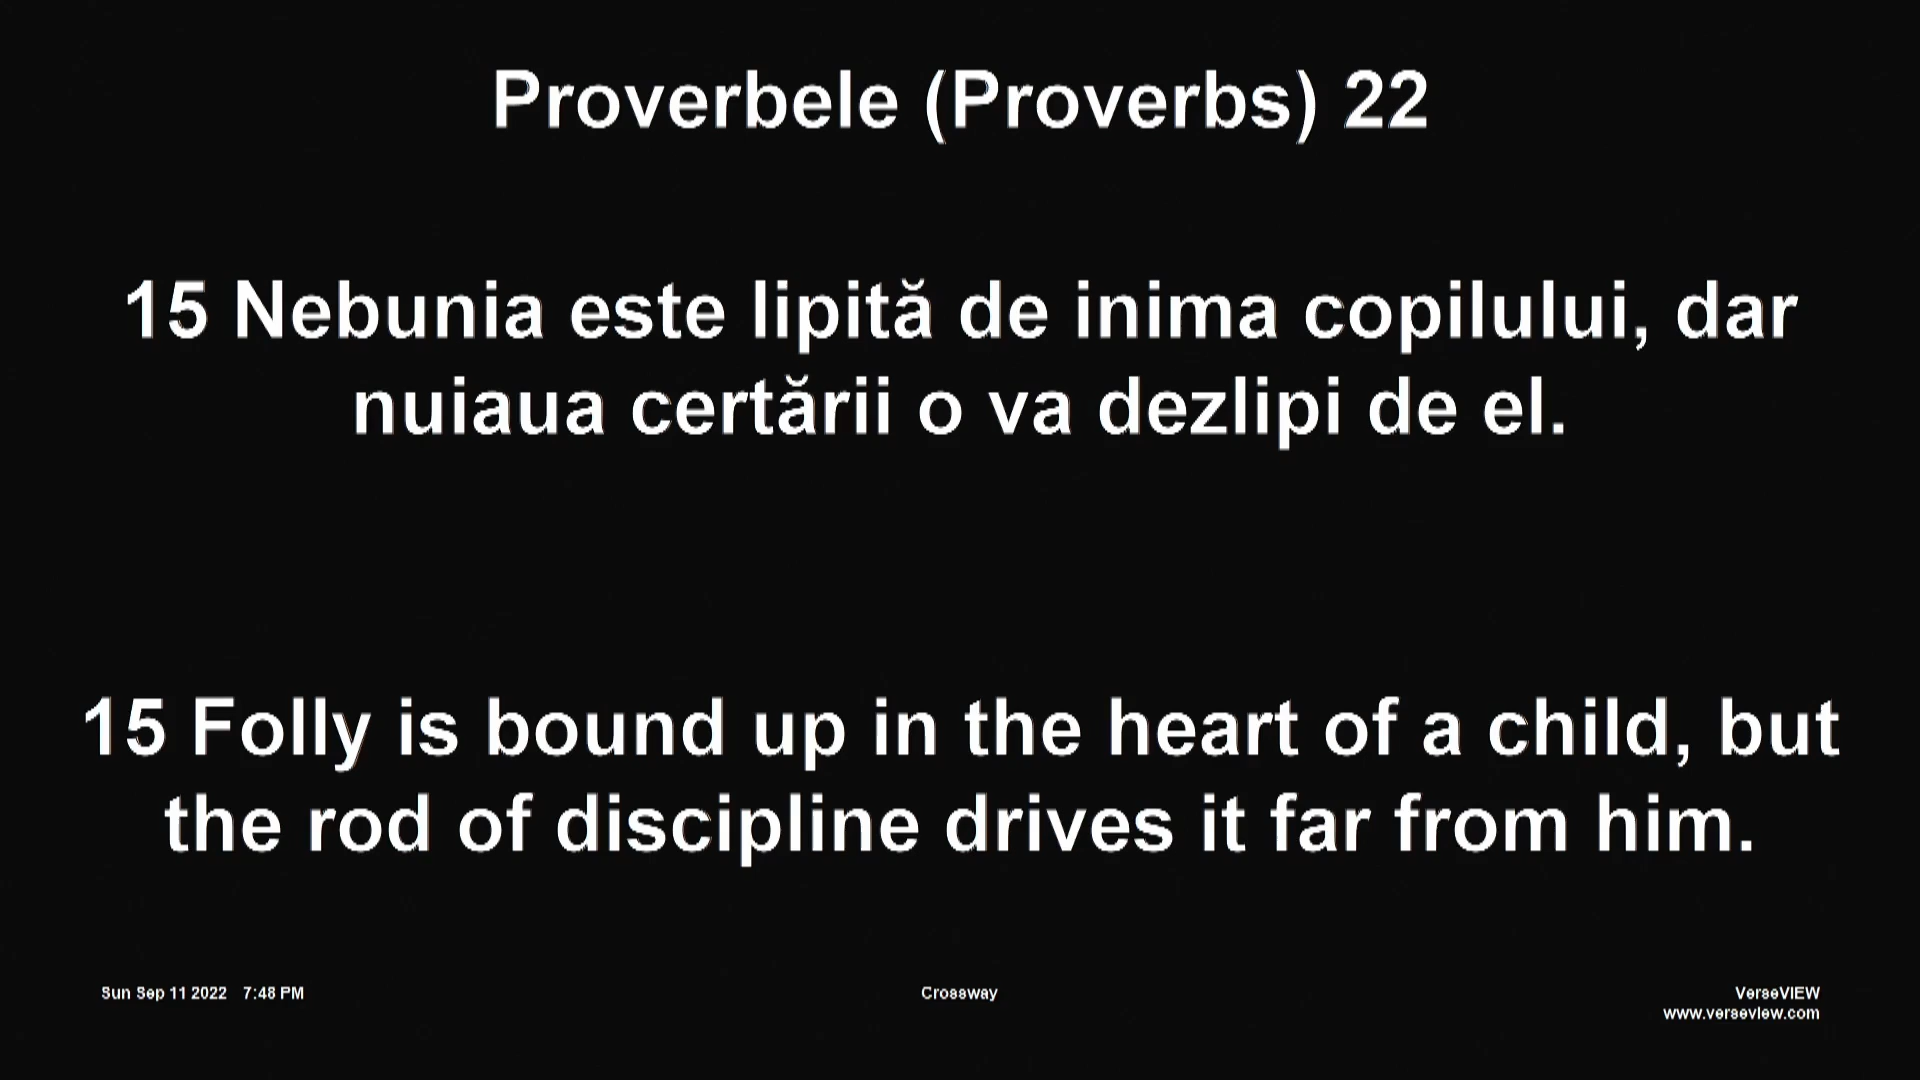 Proverbele (Proverbs) 22
15 Nebunia este lipită de inima copilului, dar
nuiaua certării o va dezlipi de el.
15 Folly is bound up in the heart of a child, but
the rod of discipline drives it far from him.
Sun Sep 11 2022 7:48 PM
Crossway
VerseVIEW
www.verseview.com